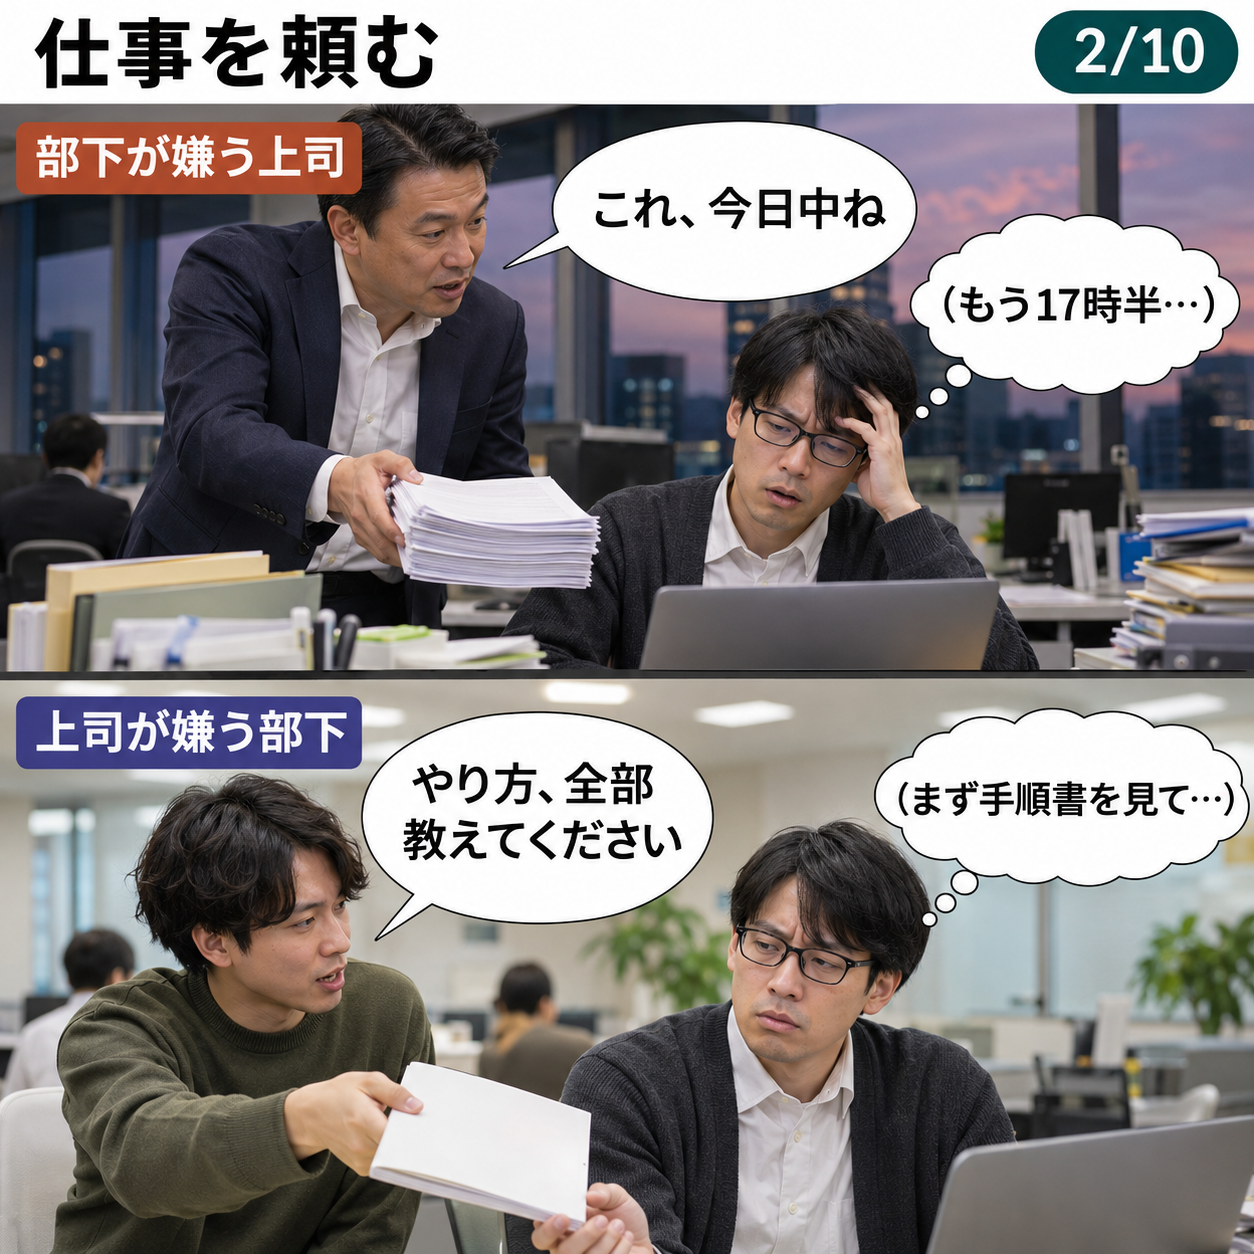 仕事を頼む
2/10
部下が嫌う上司
これ、今日中ね
(もう17時半…)
上司が嫌う部下
やり方、全部
教えてください
(まず手順書を見て…)